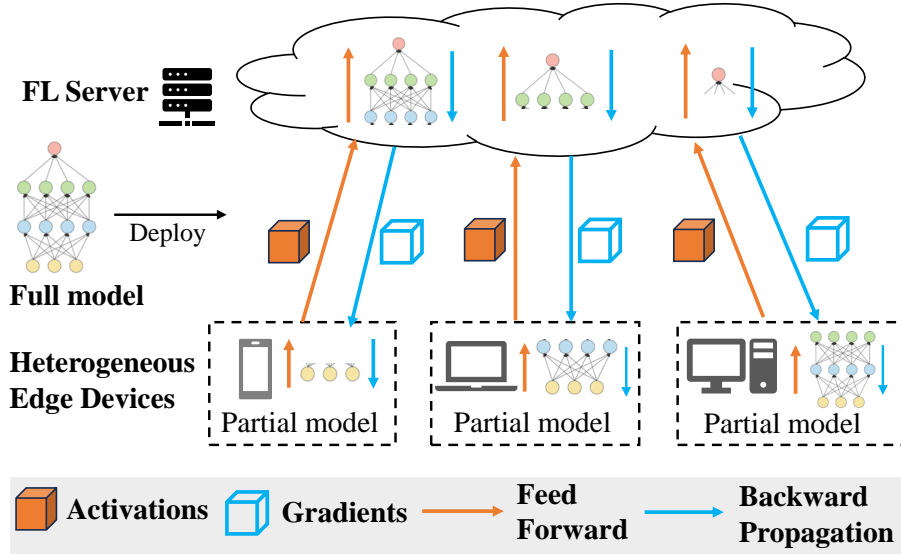 FL Server
Deploy
Full model
Heterogeneous
Edge Devices
Partial model
Partial model
Partial model
Activations
Gradients
Feed
Forward
Backward
Propagation